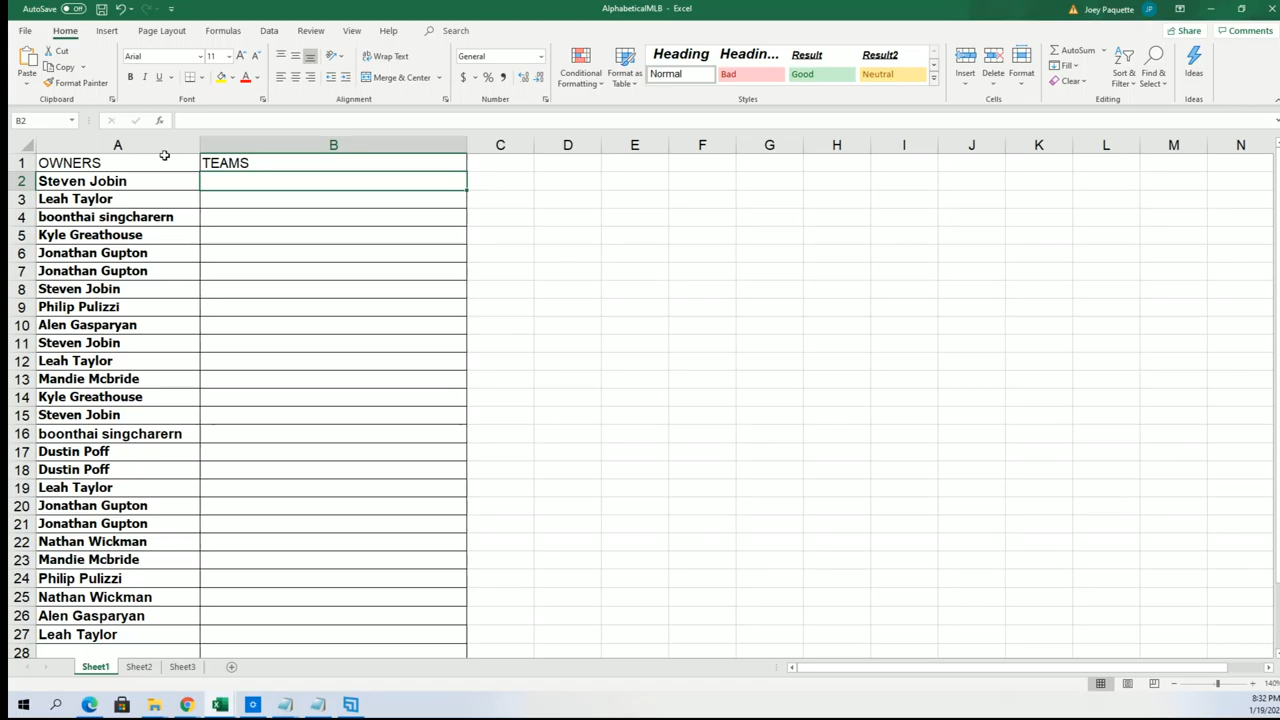 AutoSave Off AlphabeticalMLB - Excel Joey Paquette JP
File Home Insert Page Layout Formulas Data Review View Help Search Share Comments
Cut Arial 11 Wrap Text General Heading Headin... Result Result2 AutoSum
Copy Fill
Paste Format Painter B I U Merge & Center $ % Conditional Formatting Format as Table Normal Bad Good Neutral Insert Delete Format Clear Sort & Filter Find & Select Ideas
Clipboard Font Alignment Number Styles Cells Editing Ideas
B2 fx
A B C D E F G H I J K L M N
1 OWNERS TEAMS
2 Steven Jobin
3 Leah Taylor
4 boonthai singcharern
5 Kyle Greathouse
6 Jonathan Gupton
7 Jonathan Gupton
8 Steven Jobin
9 Philip Pulizzi
10 Alen Gasparyan
11 Steven Jobin
12 Leah Taylor
13 Mandie Mcbride
14 Kyle Greathouse
15 Steven Jobin
16 boonthai singcharern
17 Dustin Poff
18 Dustin Poff
19 Leah Taylor
20 Jonathan Gupton
21 Jonathan Gupton
22 Nathan Wickman
23 Mandie Mcbride
24 Philip Pulizzi
25 Nathan Wickman
26 Alen Gasparyan
27 Leah Taylor
28
Sheet1 Sheet2 Sheet3
140%
8:32 PM